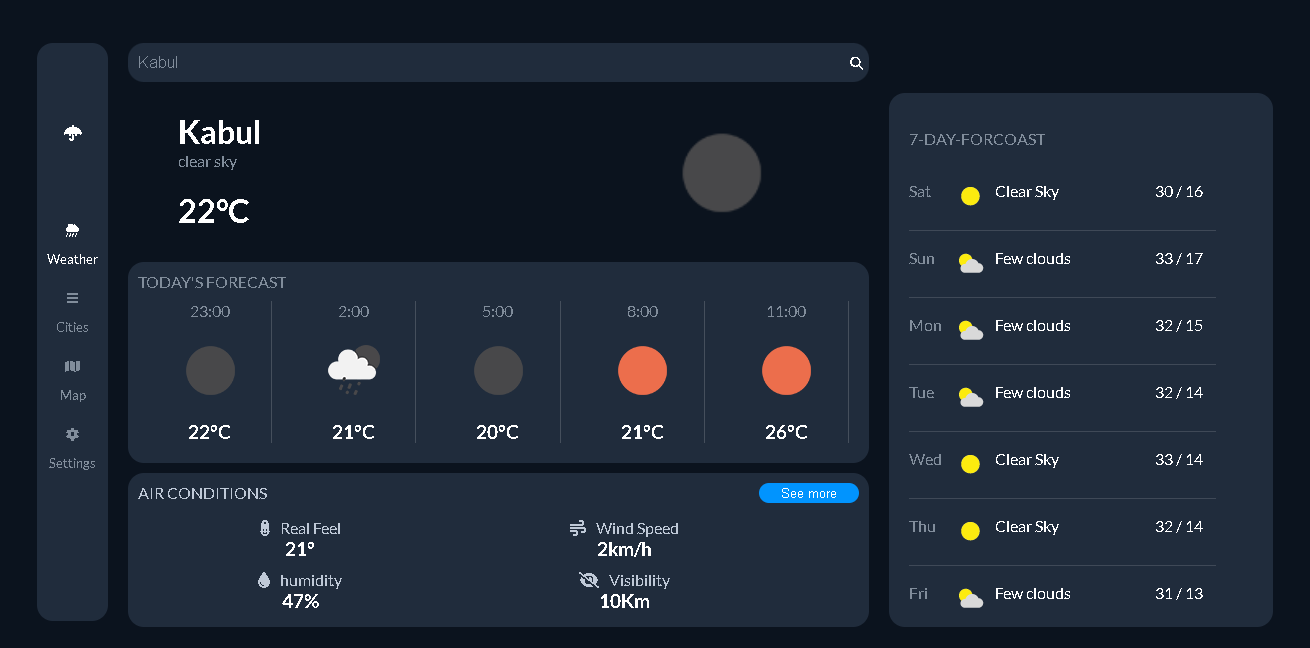 Kabul
Weather
Cities
Map
Settings
Kabul
clear sky
22°C
TODAY'S FORECAST
23:00 2:00 5:00 8:00 11:00
22°C 21°C 20°C 21°C 26°C
AIR CONDITIONS See more
Real Feel Wind Speed
21° 2km/h
humidity Visibility
47% 10Km
7-DAY-FORCOAST
Sat Clear Sky 30 / 16
Sun Few clouds 33 / 17
Mon Few clouds 32 / 15
Tue Few clouds 32 / 14
Wed Clear Sky 33 / 14
Thu Clear Sky 32 / 14
Fri Few clouds 31 / 13